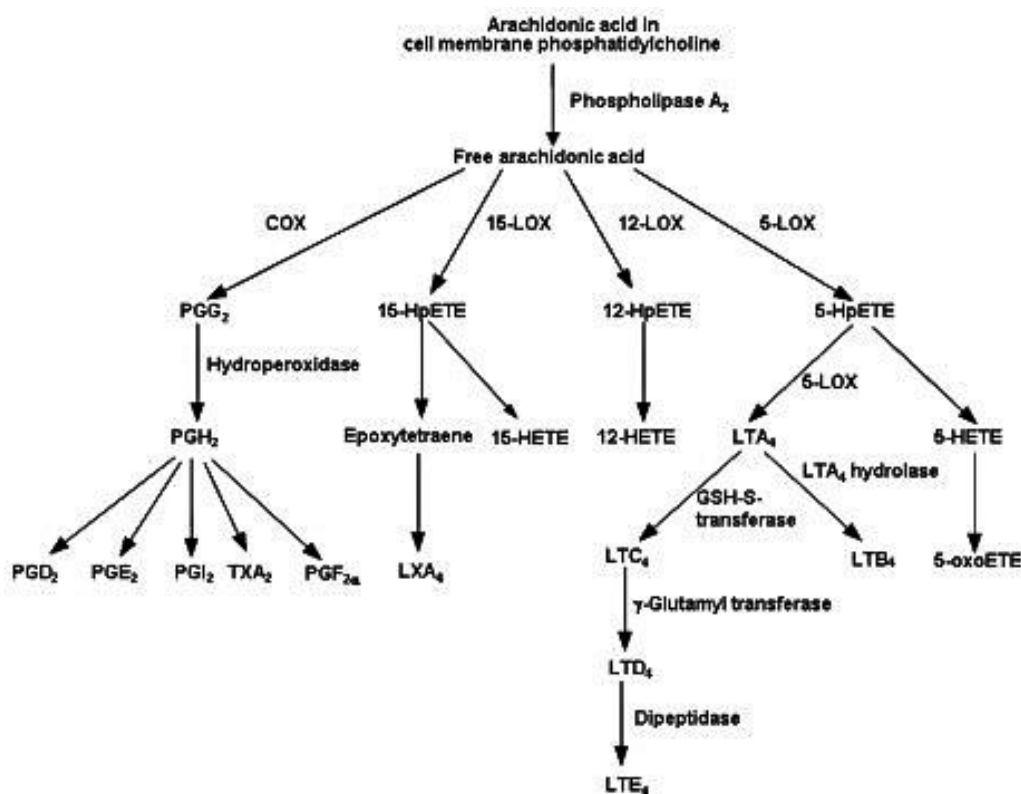 Arachidonic acid in
cell membrane phosphatidylcholine
Phospholipase A₂
Free arachidonic acid
COX 15-LOX 12-LOX 5-LOX
PGG₂ 15-HpETE 12-HpETE 5-HpETE
Hydroperoxidase 5-LOX
PGH₂ Epoxytetraene 15-HETE 12-HETE LTA₄ 5-HETE
LTA₄ hydrolase
GSH-S-
transferase
PGD₂ PGE₂ PGI₂ TXA₂ PGF₂α LXA₄ LTC₄ LTB₄ 5-oxoETE
γ-Glutamyl transferase
LTD₄
Dipeptidase
LTE₄